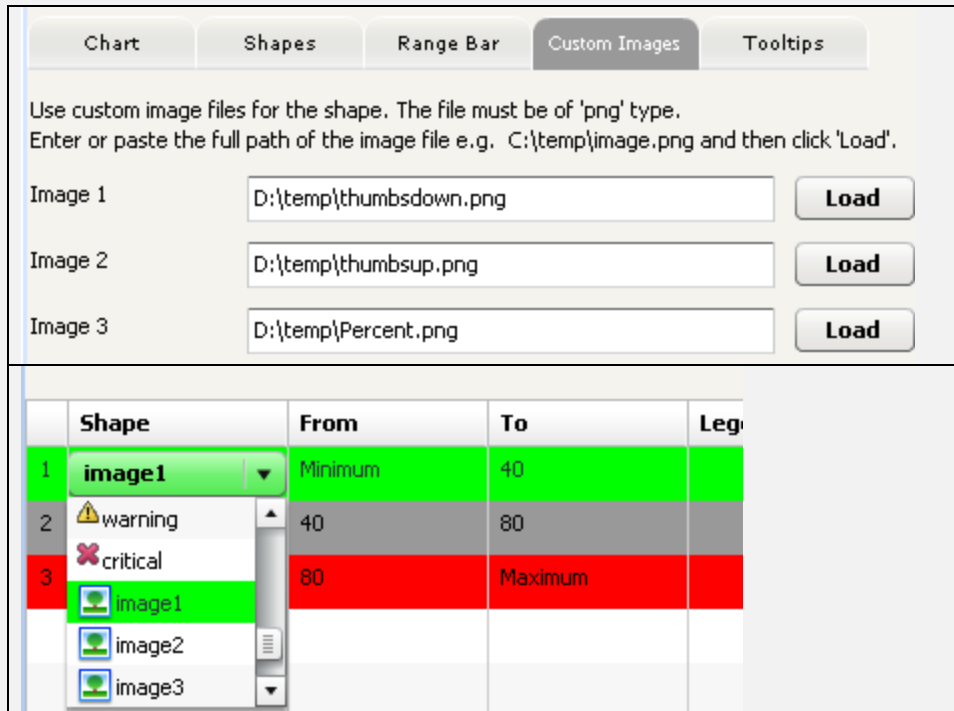 Chart Shapes Range Bar Custom Images Tooltips
Use custom image files for the shape. The file must be of 'png' type.
Enter or paste the full path of the image file e.g. C:\temp\image.png and then click 'Load'.
Image 1 D:\temp\thumbsdown.png Load
Image 2 D:\temp\thumbsup.png Load
Image 3 D:\temp\Percent.png Load
Shape From To Leg
1 image1 Minimum 40
2 warning 40 80
critical
3 80 Maximum
image1
image2
image3